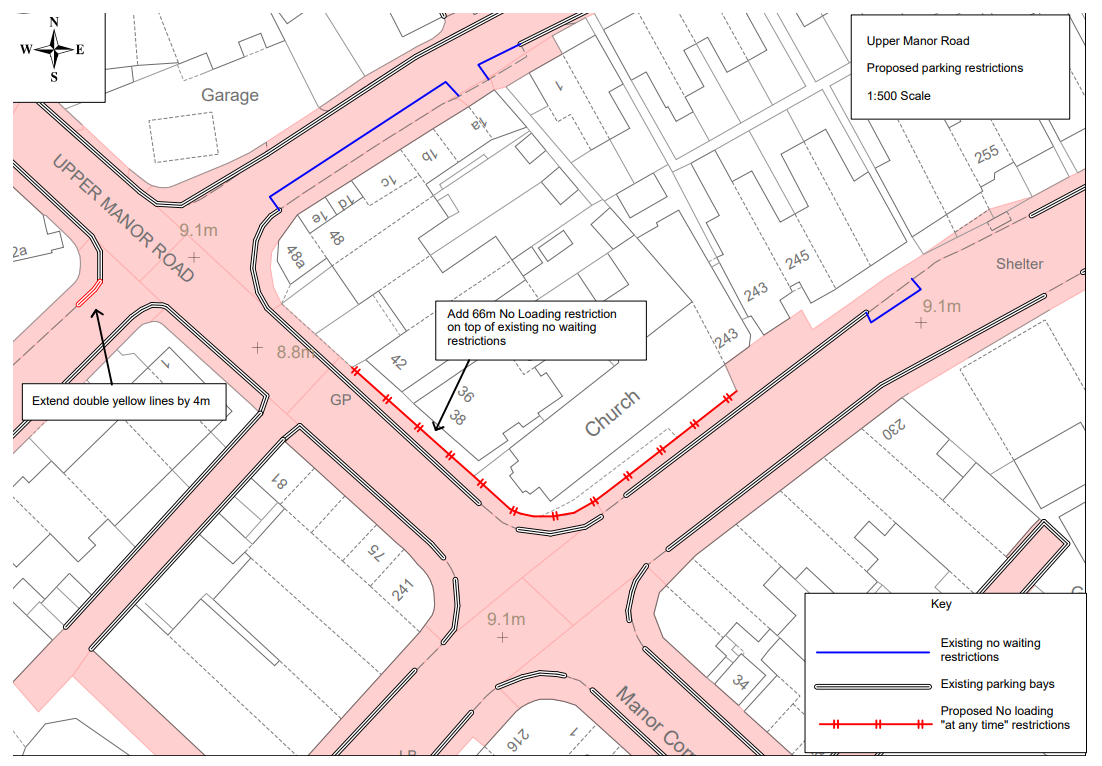 N
W E
S
Upper Manor Road
Proposed parking restrictions
1:500 Scale
Garage
1
1a
1b
1c
1d
1e
48
48a
255
UPPER MANOR ROAD
9.1m
2a
245
243
Shelter
9.1m
Add 66m No Loading restriction
on top of existing no waiting
restrictions
243
8.8m
42
1
36
38
GP
Church
Extend double yellow lines by 4m
230
81
75
241
9.1m
34
216
1
Key
Existing no waiting
restrictions
Existing parking bays
Proposed No loading
"at any time" restrictions